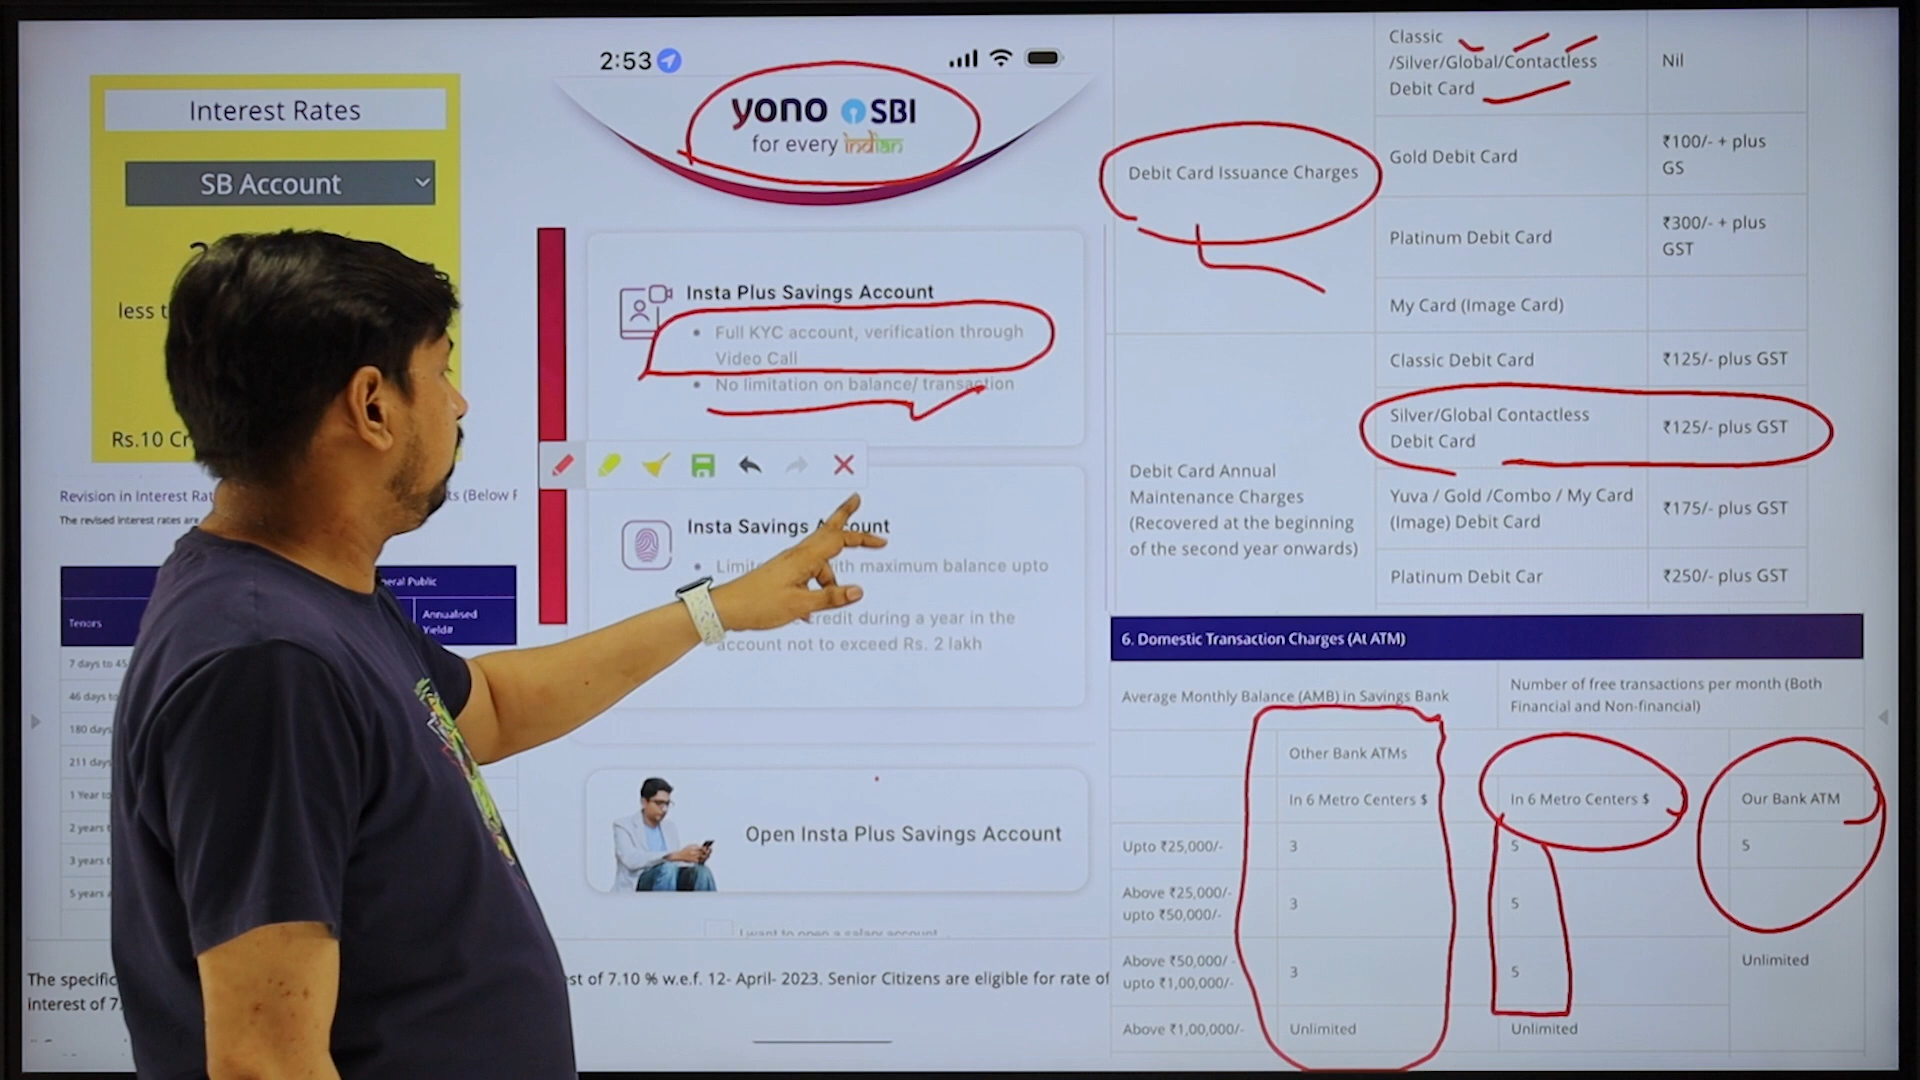 Interest Rates
SB Account
less t
Rs.10 Cr
Revision in Interest Rat
ts (Below
The revised interest rates are
neral Public
Tenors
Annualised
Yield#
7 days to 45
46 days to
180 days
211 days
1 Year to
2 years t
3 years t
5 years a
The specific
interest of 7.
est of 7.10 % w.e.f. 12- April- 2023. Senior Citizens are eligible for rate of
2:53
yono SBI
for every indian
Insta Plus Savings Account
• Full KYC account, verification through
Video Call
• No limitation on balance/ transaction
Insta Savings Account
• with maximum balance upto
credit during a year in the
account not to exceed Rs. 2 lakh
Open Insta Plus Savings Account
I want to open a salary account
Debit Card Issuance Charges
Classic
/Silver/Global/Contactless
Debit Card
Nil
Gold Debit Card
₹100/- + plus
GS
Platinum Debit Card
₹300/- + plus
GST
My Card (Image Card)
Debit Card Annual
Maintenance Charges
(Recovered at the beginning
of the second year onwards)
Classic Debit Card
₹125/- plus GST
Silver/Global Contactless
Debit Card
₹125/- plus GST
Yuva / Gold /Combo / My Card
(Image) Debit Card
₹175/- plus GST
Platinum Debit Car
₹250/- plus GST
6. Domestic Transaction Charges (At ATM)
Average Monthly Balance (AMB) in Savings Bank
Number of free transactions per month (Both
Financial and Non-financial)
Other Bank ATMs
In 6 Metro Centers $
In 6 Metro Centers $
Our Bank ATM
Upto ₹25,000/-
3
5
5
Above ₹25,000/-
upto ₹50,000/-
3
5
Above ₹50,000/-
upto ₹1,00,000/-
3
5
Unlimited
Above ₹1,00,000/-
Unlimited
Unlimited